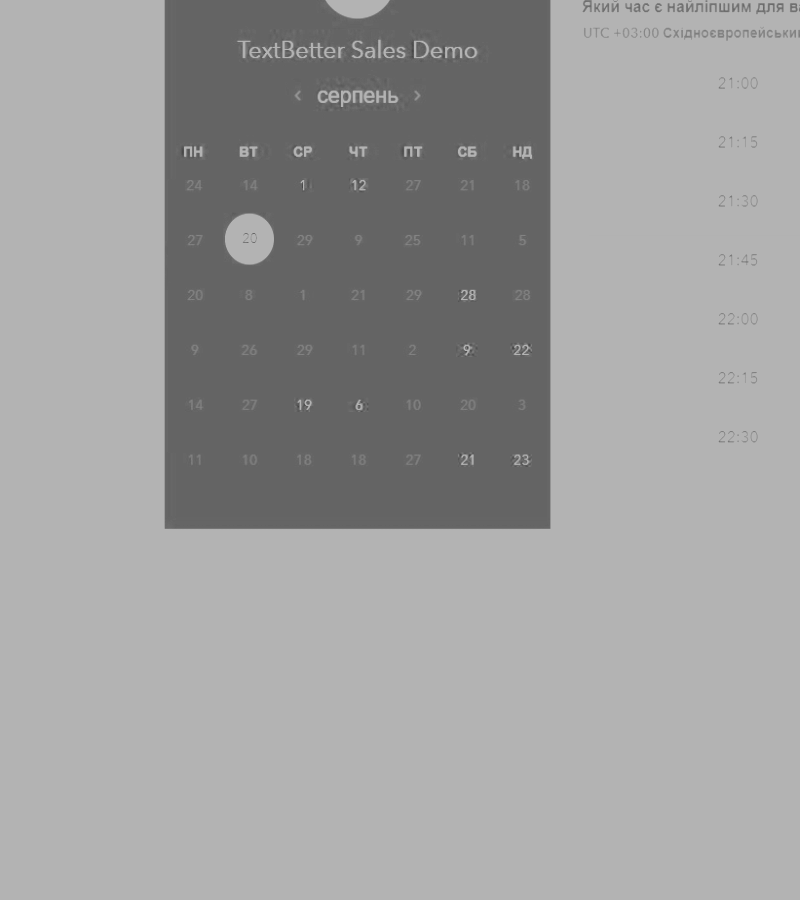 Який час є найліпшим для
UTC +03:00
TextBetter Sales Demo
‹ серпень ›
ПН ВТ СР ЧТ ПТ СБ НД
24 14 1 12 27 21 18
27 20 29 9 25 11 5
20 8 1 21 29 28 28
9 26 29 11 2 9 22
14 27 19 6 10 20 3
11 10 18 18 27 21 23
21:00
21:15
21:30
21:45
22:00
22:15
22:30